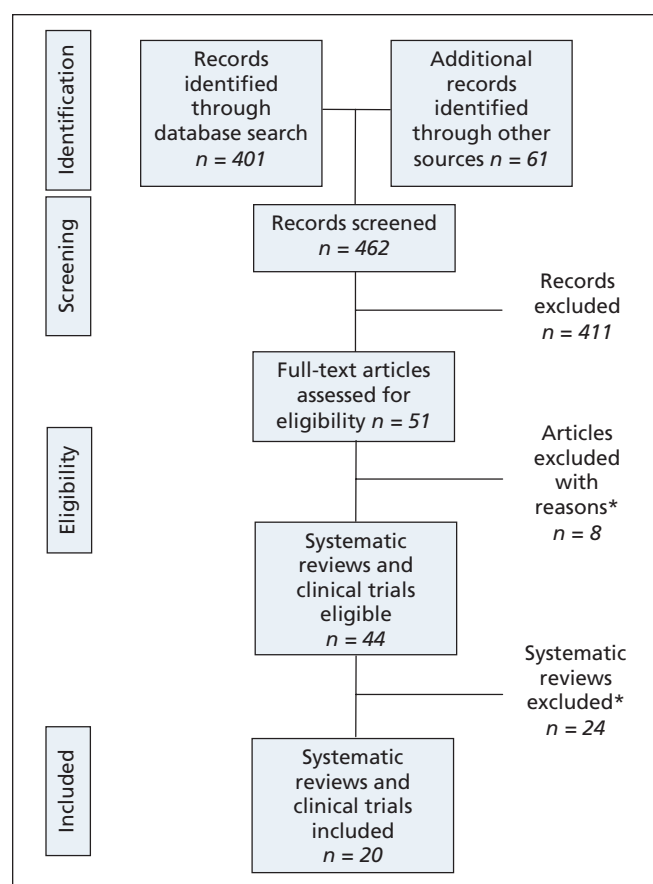 Identification
Records
identified
through
database search
n = 401
Additional
records
identified
through other
sources n = 61
Screening
Records screened
n = 462
Records
excluded
n = 411
Full-text articles
assessed for
eligibility n = 51
Eligibility
Articles
excluded
with
reasons*
n = 8
Systematic
reviews and
clinical trials
eligible
n = 44
Systematic
reviews
excluded*
n = 24
Included
Systematic
reviews and
clinical trials
included
n = 20